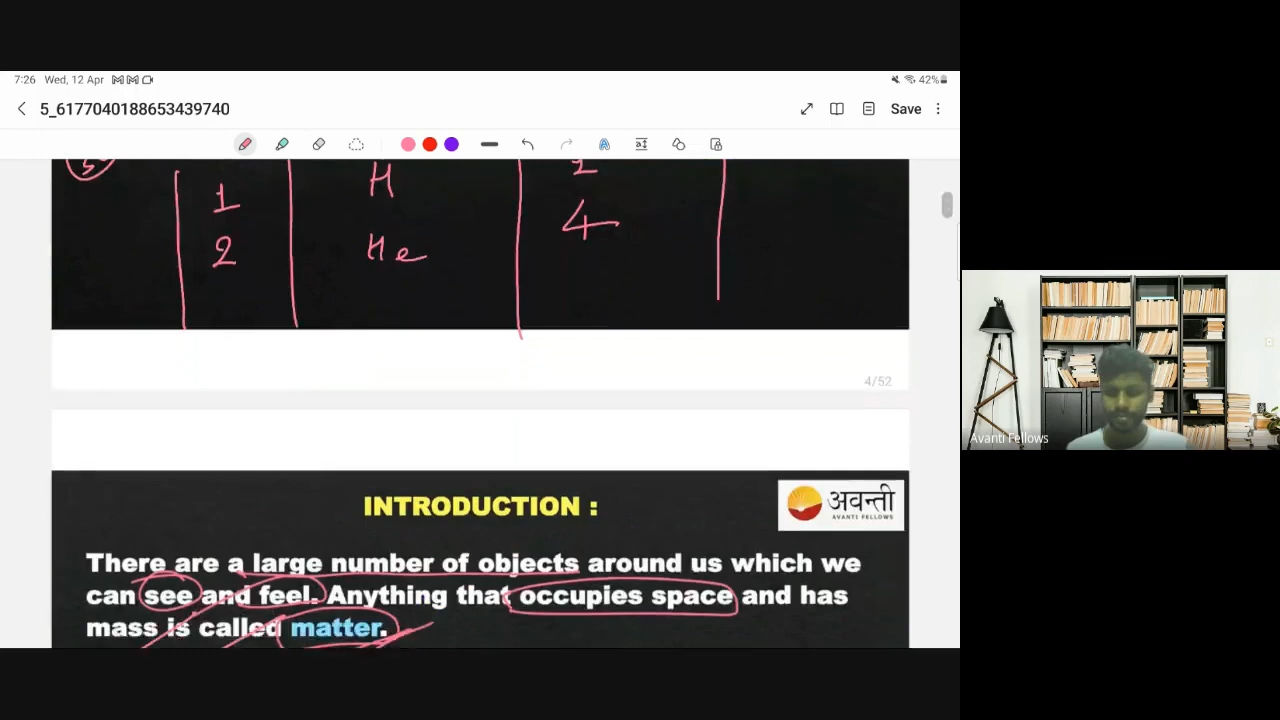 7:26 Wed, 12 Apr 42%
5_6177040188653439740
Save
H
1
4
2 He
4/52
INTRODUCTION :
अवन्ती
AVANTI FELLOWS
There are a large number of objects around us which we
can see and feel. Anything that occupies space and has
mass is called matter.
Avanti Fellows